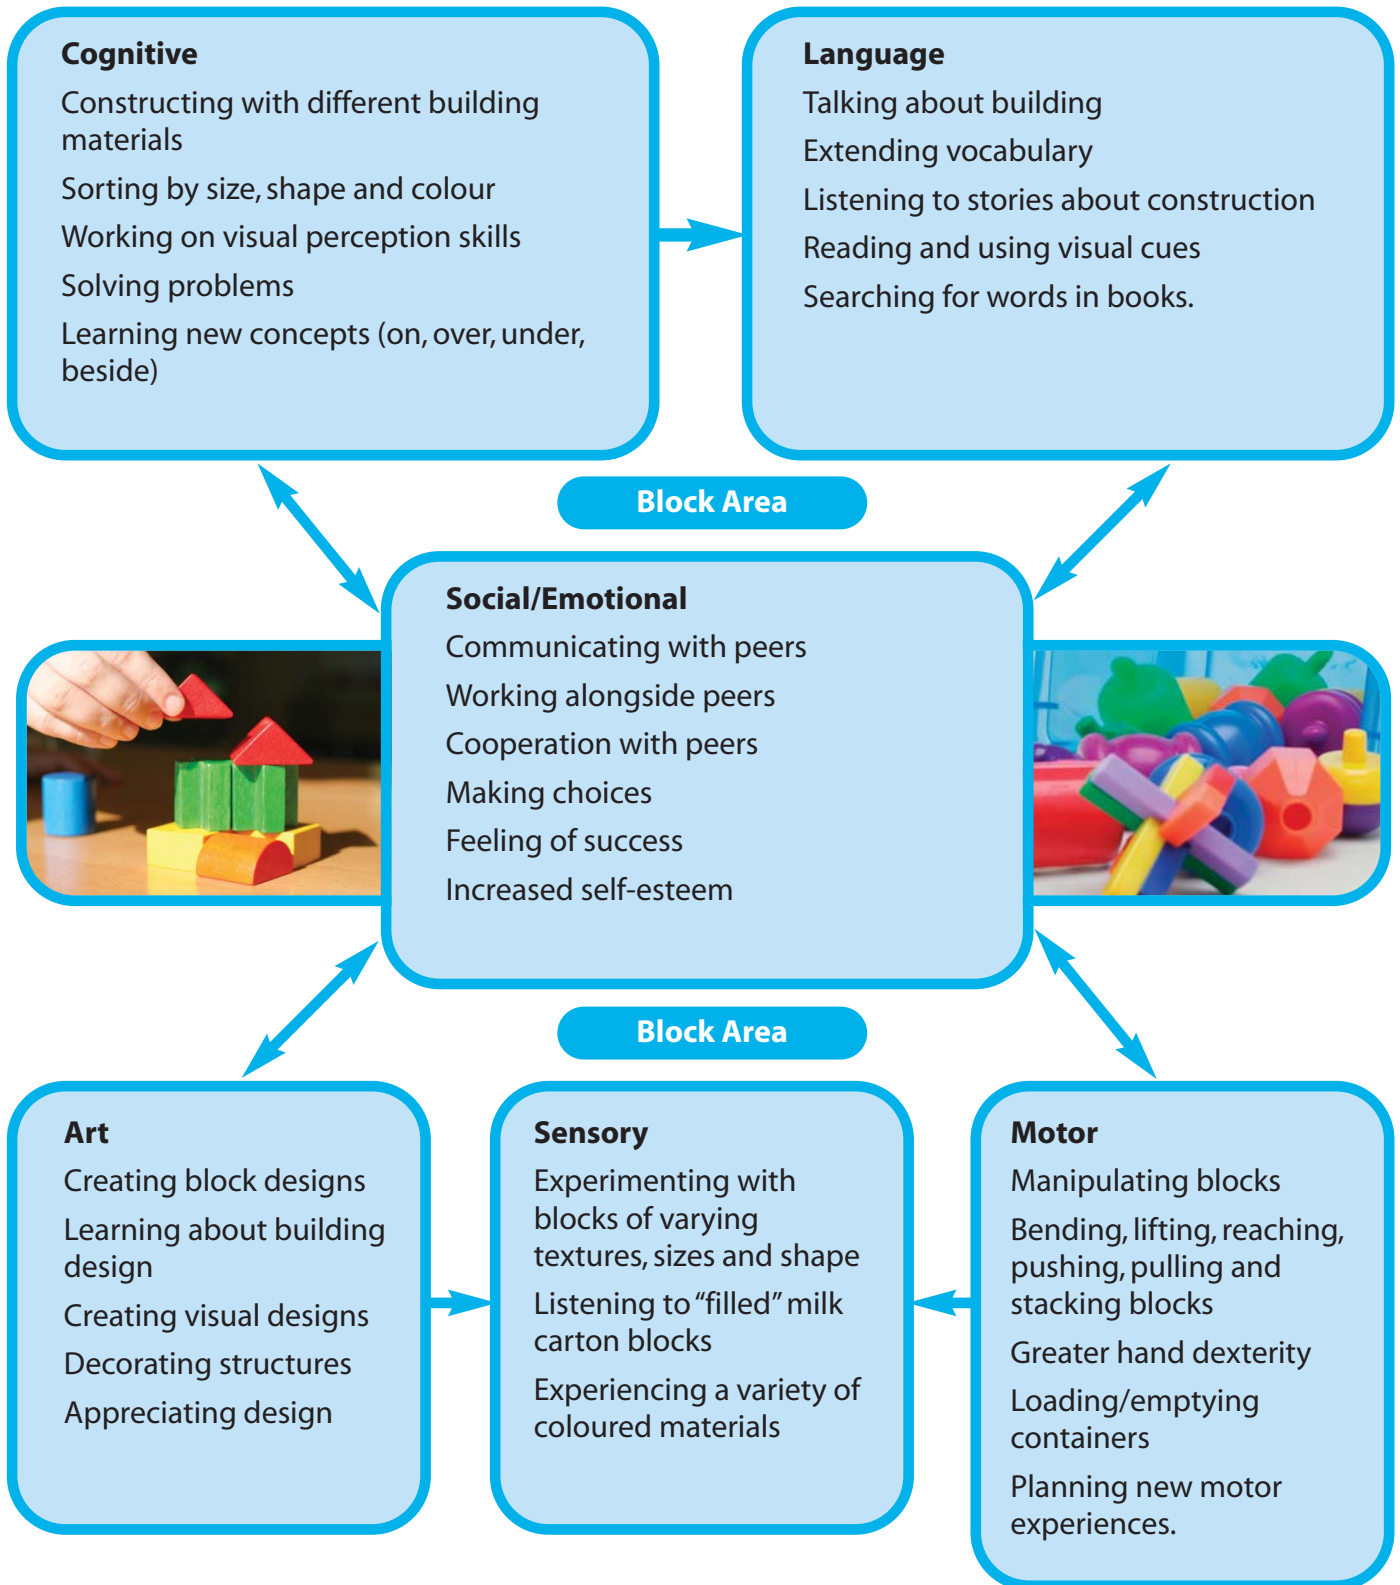 Cognitive
Constructing with different building
materials
Sorting by size, shape and colour
Working on visual perception skills
Solving problems
Learning new concepts (on, over, under,
beside)
Language
Talking about building
Extending vocabulary
Listening to stories about construction
Reading and using visual cues
Searching for words in books.
Block Area
Social/Emotional
Communicating with peers
Working alongside peers
Cooperation with peers
Making choices
Feeling of success
Increased self-esteem
Block Area
Art
Creating block designs
Learning about building
design
Creating visual designs
Decorating structures
Appreciating design
Sensory
Experimenting with
blocks of varying
textures, sizes and shape
Listening to “filled” milk
carton blocks
Experiencing a variety of
coloured materials
Motor
Manipulating blocks
Bending, lifting, reaching,
pushing, pulling and
stacking blocks
Greater hand dexterity
Loading/emptying
containers
Planning new motor
experiences.